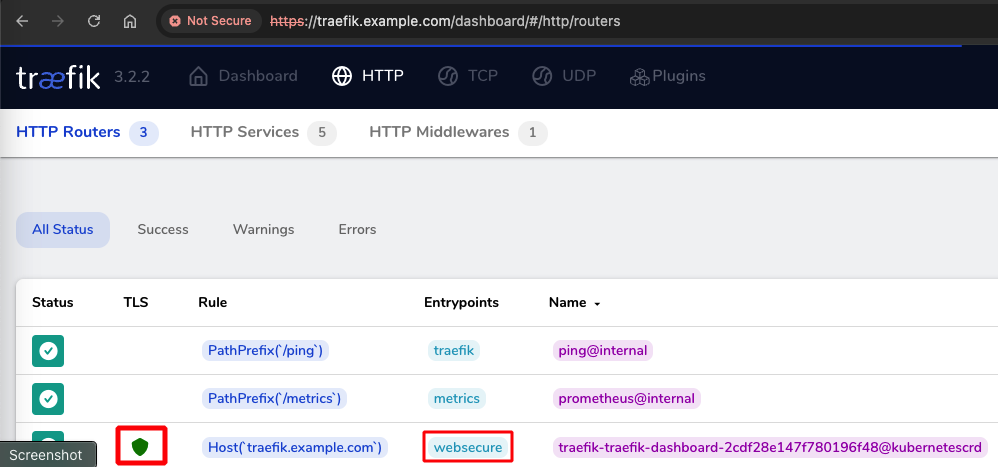 Not Secure https://traefik.example.com/dashboard/#/http/routers
træfik 3.2.2 Dashboard HTTP TCP UDP Plugins
HTTP Routers 3 HTTP Services 5 HTTP Middlewares 1
All Status Success Warnings Errors
Status TLS Rule Entrypoints Name
PathPrefix(`/ping`) traefik ping@internal
PathPrefix(`/metrics`) metrics prometheus@internal
Host(`traefik.example.com`) websecure traefik-traefik-dashboard-2cdf28e147f780196f48@kubernetescrd
Screenshot